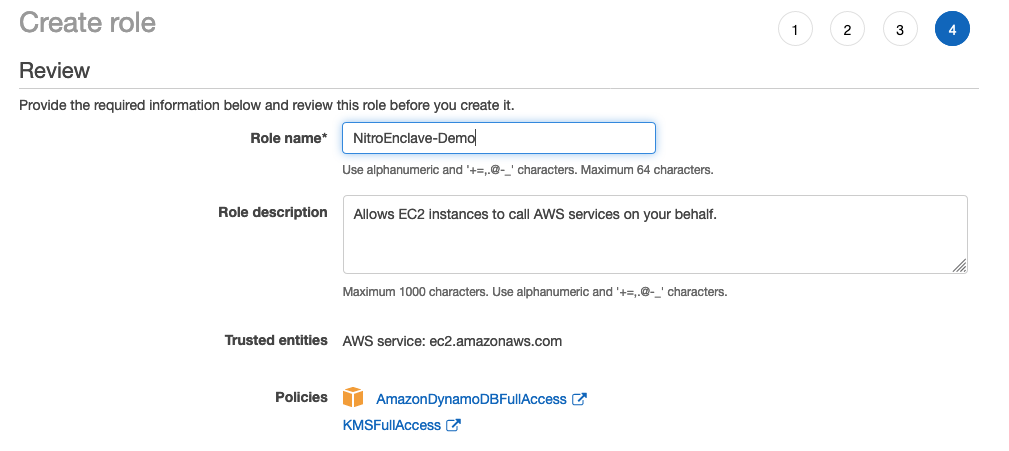 Create role
1 2 3 4
Review
Provide the required information below and review this role before you create it.
Role name* NitroEnclave-Demo
Use alphanumeric and '+=,.@-_' characters. Maximum 64 characters.
Role description Allows EC2 instances to call AWS services on your behalf.
Maximum 1000 characters. Use alphanumeric and '+=,.@-_' characters.
Trusted entities AWS service: ec2.amazonaws.com
Policies AmazonDynamoDBFullAccess
KMSFullAccess